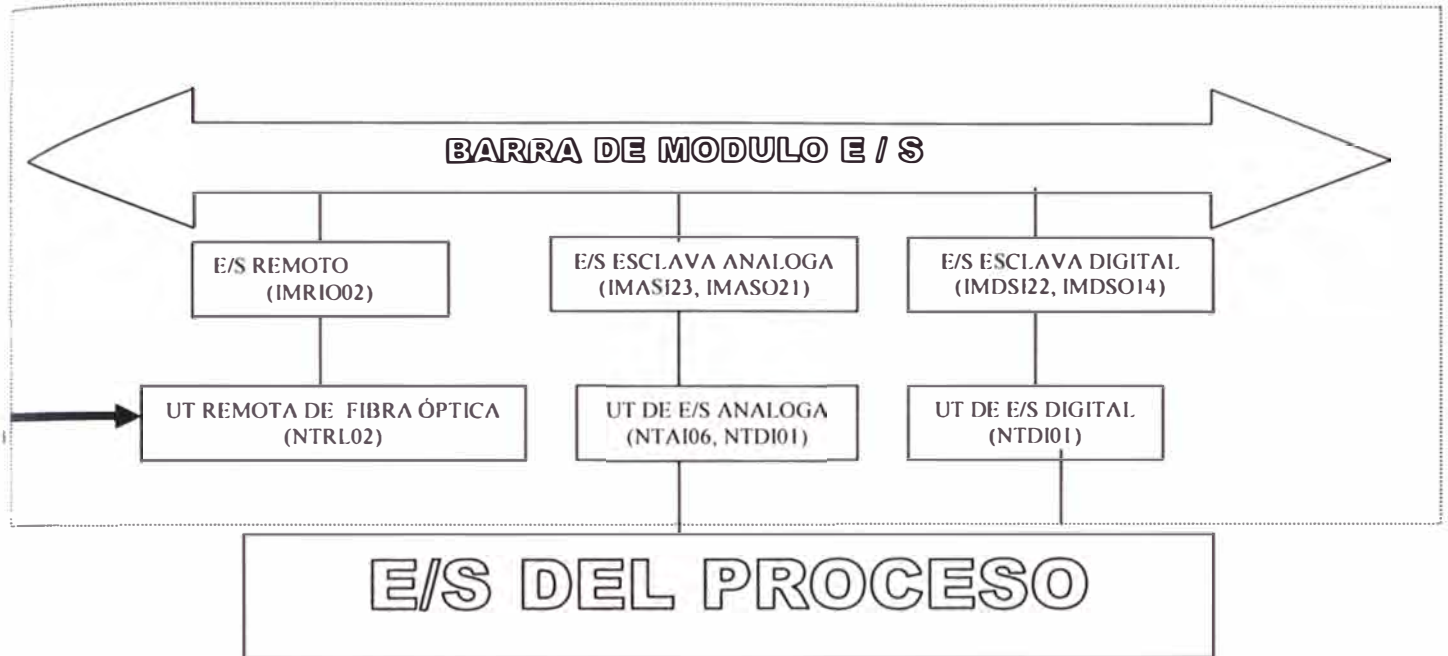 BARRA DE MODULO E / S
E/S REMOTO
(IMRIO02)
E/S ESCLAVA ANALOGA
(IMASI23, IMASO21)
E/S ESCLAVA DIGITAL
(IMDSI22, IMDSO14)
UT REMOTA DE FIBRA ÓPTICA
(NTRL02)
UT DE E/S ANALOGA
(NTAI06, NTDI01)
UT DE E/S DIGITAL
(NTDI01)
E/S DEL PROCESO